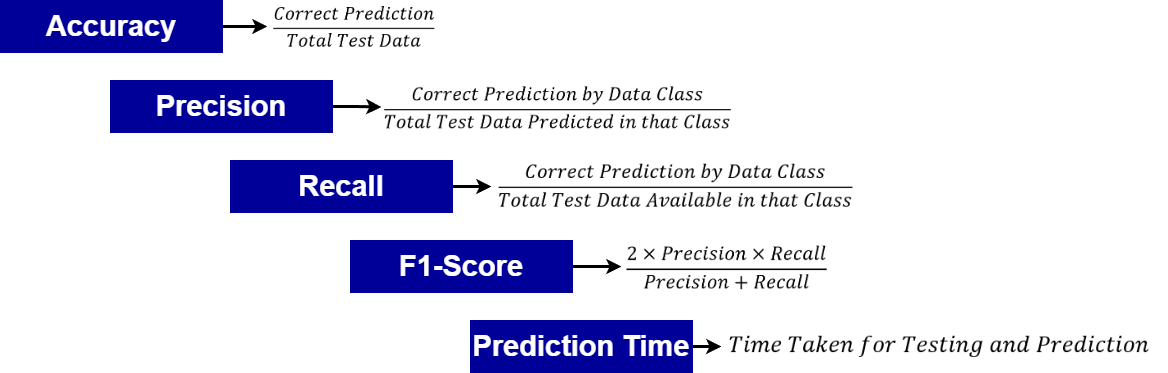 Accuracy
Correct Prediction
Total Test Data
Precision
Correct Prediction by Data Class
Total Test Data Predicted in that Class
Recall
Correct Prediction by Data Class
Total Test Data Available in that Class
F1-Score
2 × Precision × Recall
Precision + Recall
Prediction Time
Time Taken for Testing and Prediction